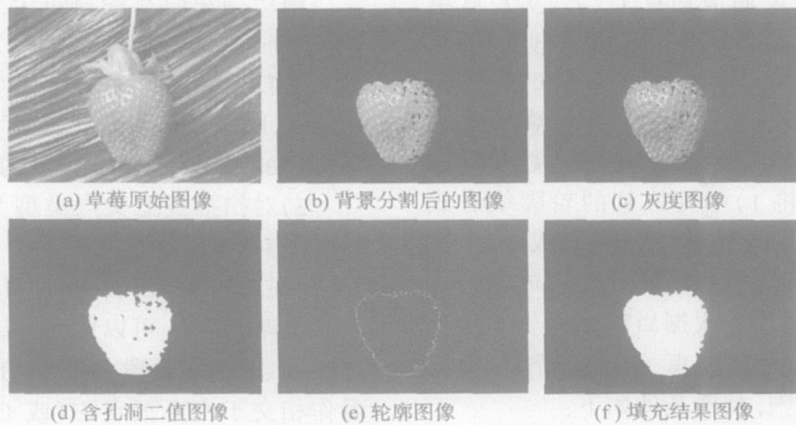 (a) 草莓原始图像
(b) 背景分割后的图像
(c) 灰度图像
(d) 含孔洞二值图像
(e) 轮廓图像
(f) 填充结果图像